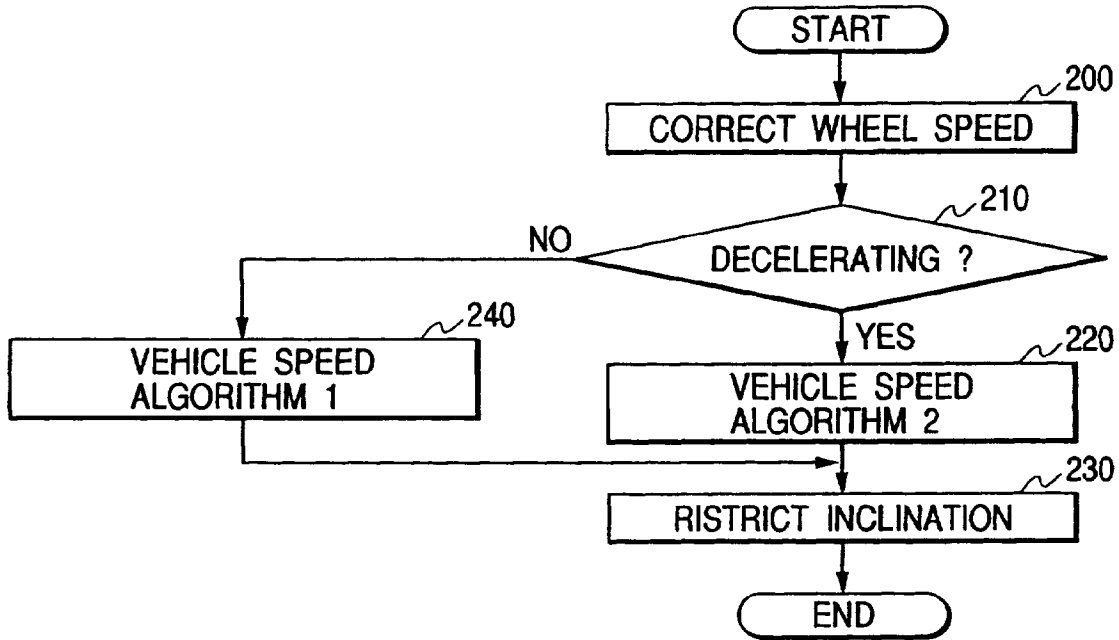 START
200
CORRECT WHEEL SPEED
210
DECELERATING ?
NO
YES
240
VEHICLE SPEED
ALGORITHM 1
220
VEHICLE SPEED
ALGORITHM 2
230
RISTRICT INCLINATION
END